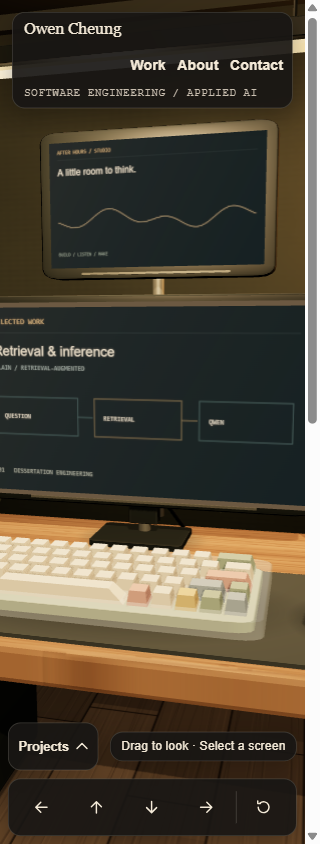 Owen Cheung
Work About Contact
SOFTWARE ENGINEERING / APPLIED AI
AFTER HOURS / STUDIO
A little room to think.
BUILD / LISTEN / MAKE
LECTED WORK
Retrieval & inference
LAIN / RETRIEVAL-AUGMENTED
QUESTION
RETRIEVAL
QWEN
01 DISSERTATION ENGINEERING
Projects
Drag to look · Select a screen